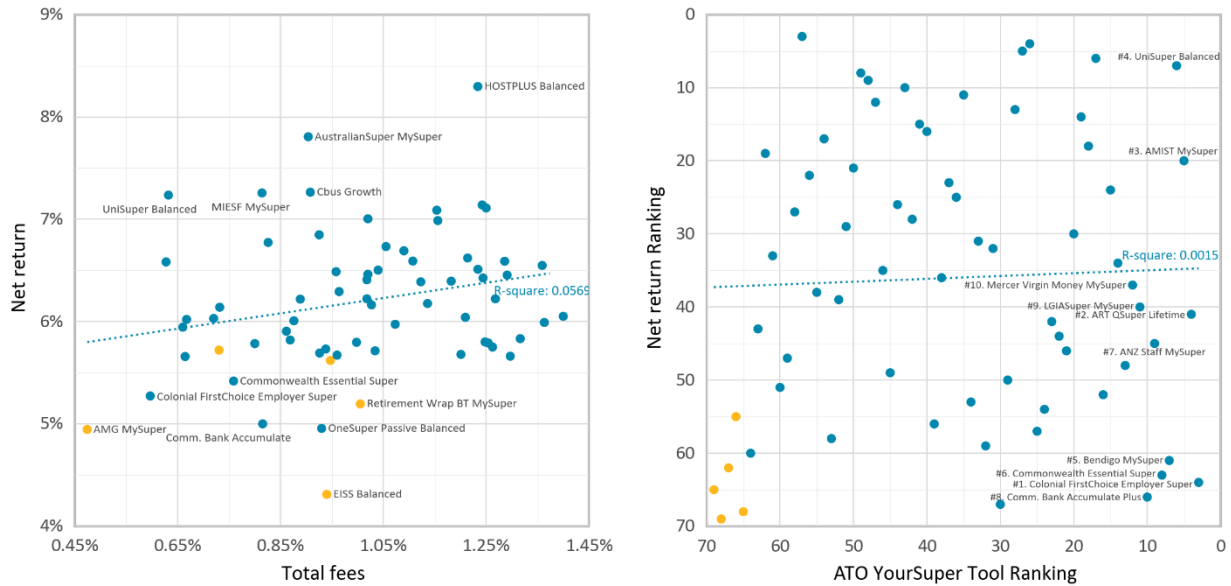 9%
8%
7%
6%
5%
4%
Net return
HOSTPLUS Balanced
AustralianSuper MySuper
Cbus Growth
UniSuper Balanced
MIESF MySuper
R-square: 0.0569
Commonwealth Essential Super
Colonial FirstChoice Employer Super
Retirement Wrap BT MySuper
AMG MySuper
Comm. Bank Accumulate
OneSuper Passive Balanced
EISS Balanced
0.45%
0.65%
0.85%
1.05%
1.25%
1.45%
Total fees
0
10
20
30
40
50
60
70
Net return Ranking
#4. UniSuper Balanced
#3. AMIST MySuper
R-square: 0.0015
#10. Mercer Virgin Money MySuper
#9. LGIASuper MySuper
#2. ART QSuper Lifetime
#7. ANZ Staff MySuper
#5. Bendigo MySuper
#6. Commonwealth Essential Super
#1. Colonial FirstChoice Employer Super
#8. Comm. Bank Accumulate Plus
70
60
50
40
30
20
10
0
ATO YourSuper Tool Ranking